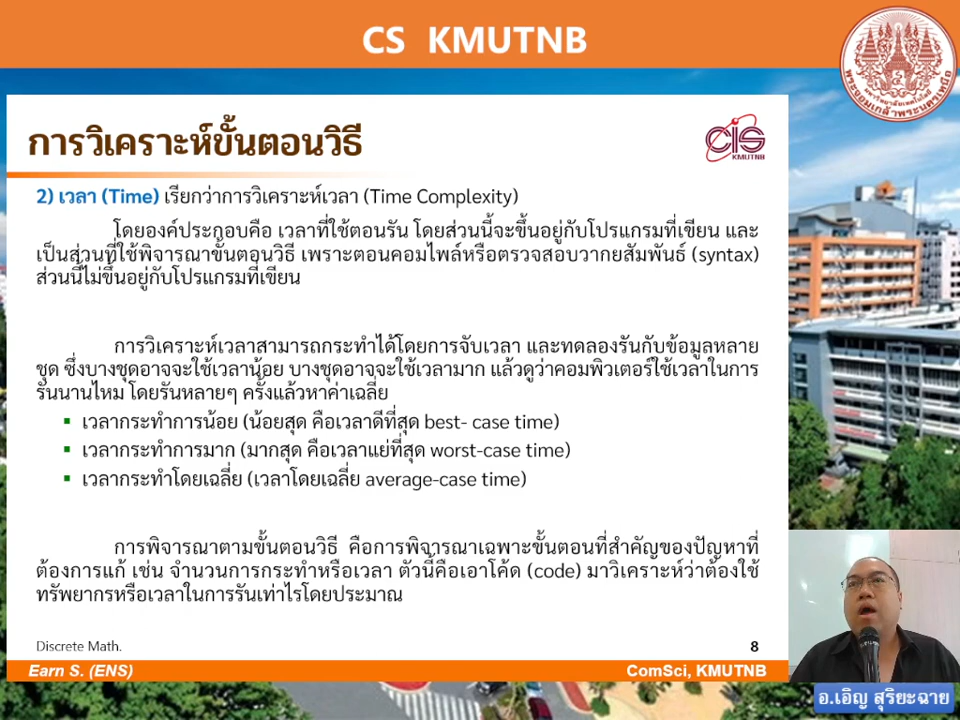 CS KMUTNB
พระจอมเกล้าพระนครเหนือ
การวิเคราะห์ขั้นตอนวิธี
CIS
KMUTNB
2) เวลา (Time) เรียกว่าการวิเคราะห์เวลา (Time Complexity)
โดยองค์ประกอบคือ เวลาที่ใช้ตอนรัน โดยส่วนนี้จะขึ้นอยู่กับโปรแกรมที่เขียน และ
เป็นส่วนที่ใช้พิจารณาขั้นตอนวิธี เพราะตอนคอมไพล์หรือตรวจสอบวากยสัมพันธ์ (syntax)
ส่วนนี้ไม่ขึ้นอยู่กับโปรแกรมที่เขียน
การวิเคราะห์เวลาสามารถกระทำได้โดยการจับเวลา และทดลองรันกับข้อมูลหลาย
ชุด ซึ่งบางชุดอาจจะใช้เวลาน้อย บางชุดอาจจะใช้เวลามาก แล้วดูว่าคอมพิวเตอร์ใช้เวลาในการ
รันนานไหม โดยรันหลายๆ ครั้งแล้วหาค่าเฉลี่ย
▪ เวลากระทำการน้อย (น้อยสุด คือเวลาดีที่สุด best- case time)
▪ เวลากระทำการมาก (มากสุด คือเวลาแย่ที่สุด worst-case time)
▪ เวลากระทำโดยเฉลี่ย (เวลาโดยเฉลี่ย average-case time)
การพิจารณาตามขั้นตอนวิธี คือการพิจารณาเฉพาะขั้นตอนที่สำคัญของปัญหาที่
ต้องการแก้ เช่น จำนวนการกระทำหรือเวลา ตัวนี้คือเอาโค้ด (code) มาวิเคราะห์ว่าต้องใช้
ทรัพยากรหรือเวลาในการรันเท่าไรโดยประมาณ
Discrete Math.
8
Earn S. (ENS)
ComSci, KMUTNB
อ.เอิญ สุริยะฉาย